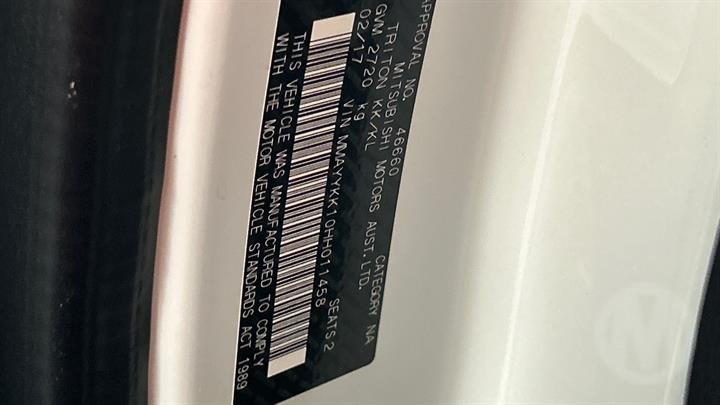 APPROVAL NO. 46660 CATEGORY NA
MITSUBISHI MOTORS AUST. LTD.
TRITON KK/KL
GVM 2720 kg SEATS:2
02/17 VIN MMAYYKK10HH011458
THIS VEHICLE WAS MANUFACTURED TO COMPLY
WITH THE MOTOR VEHICLE STANDARDS ACT 1989